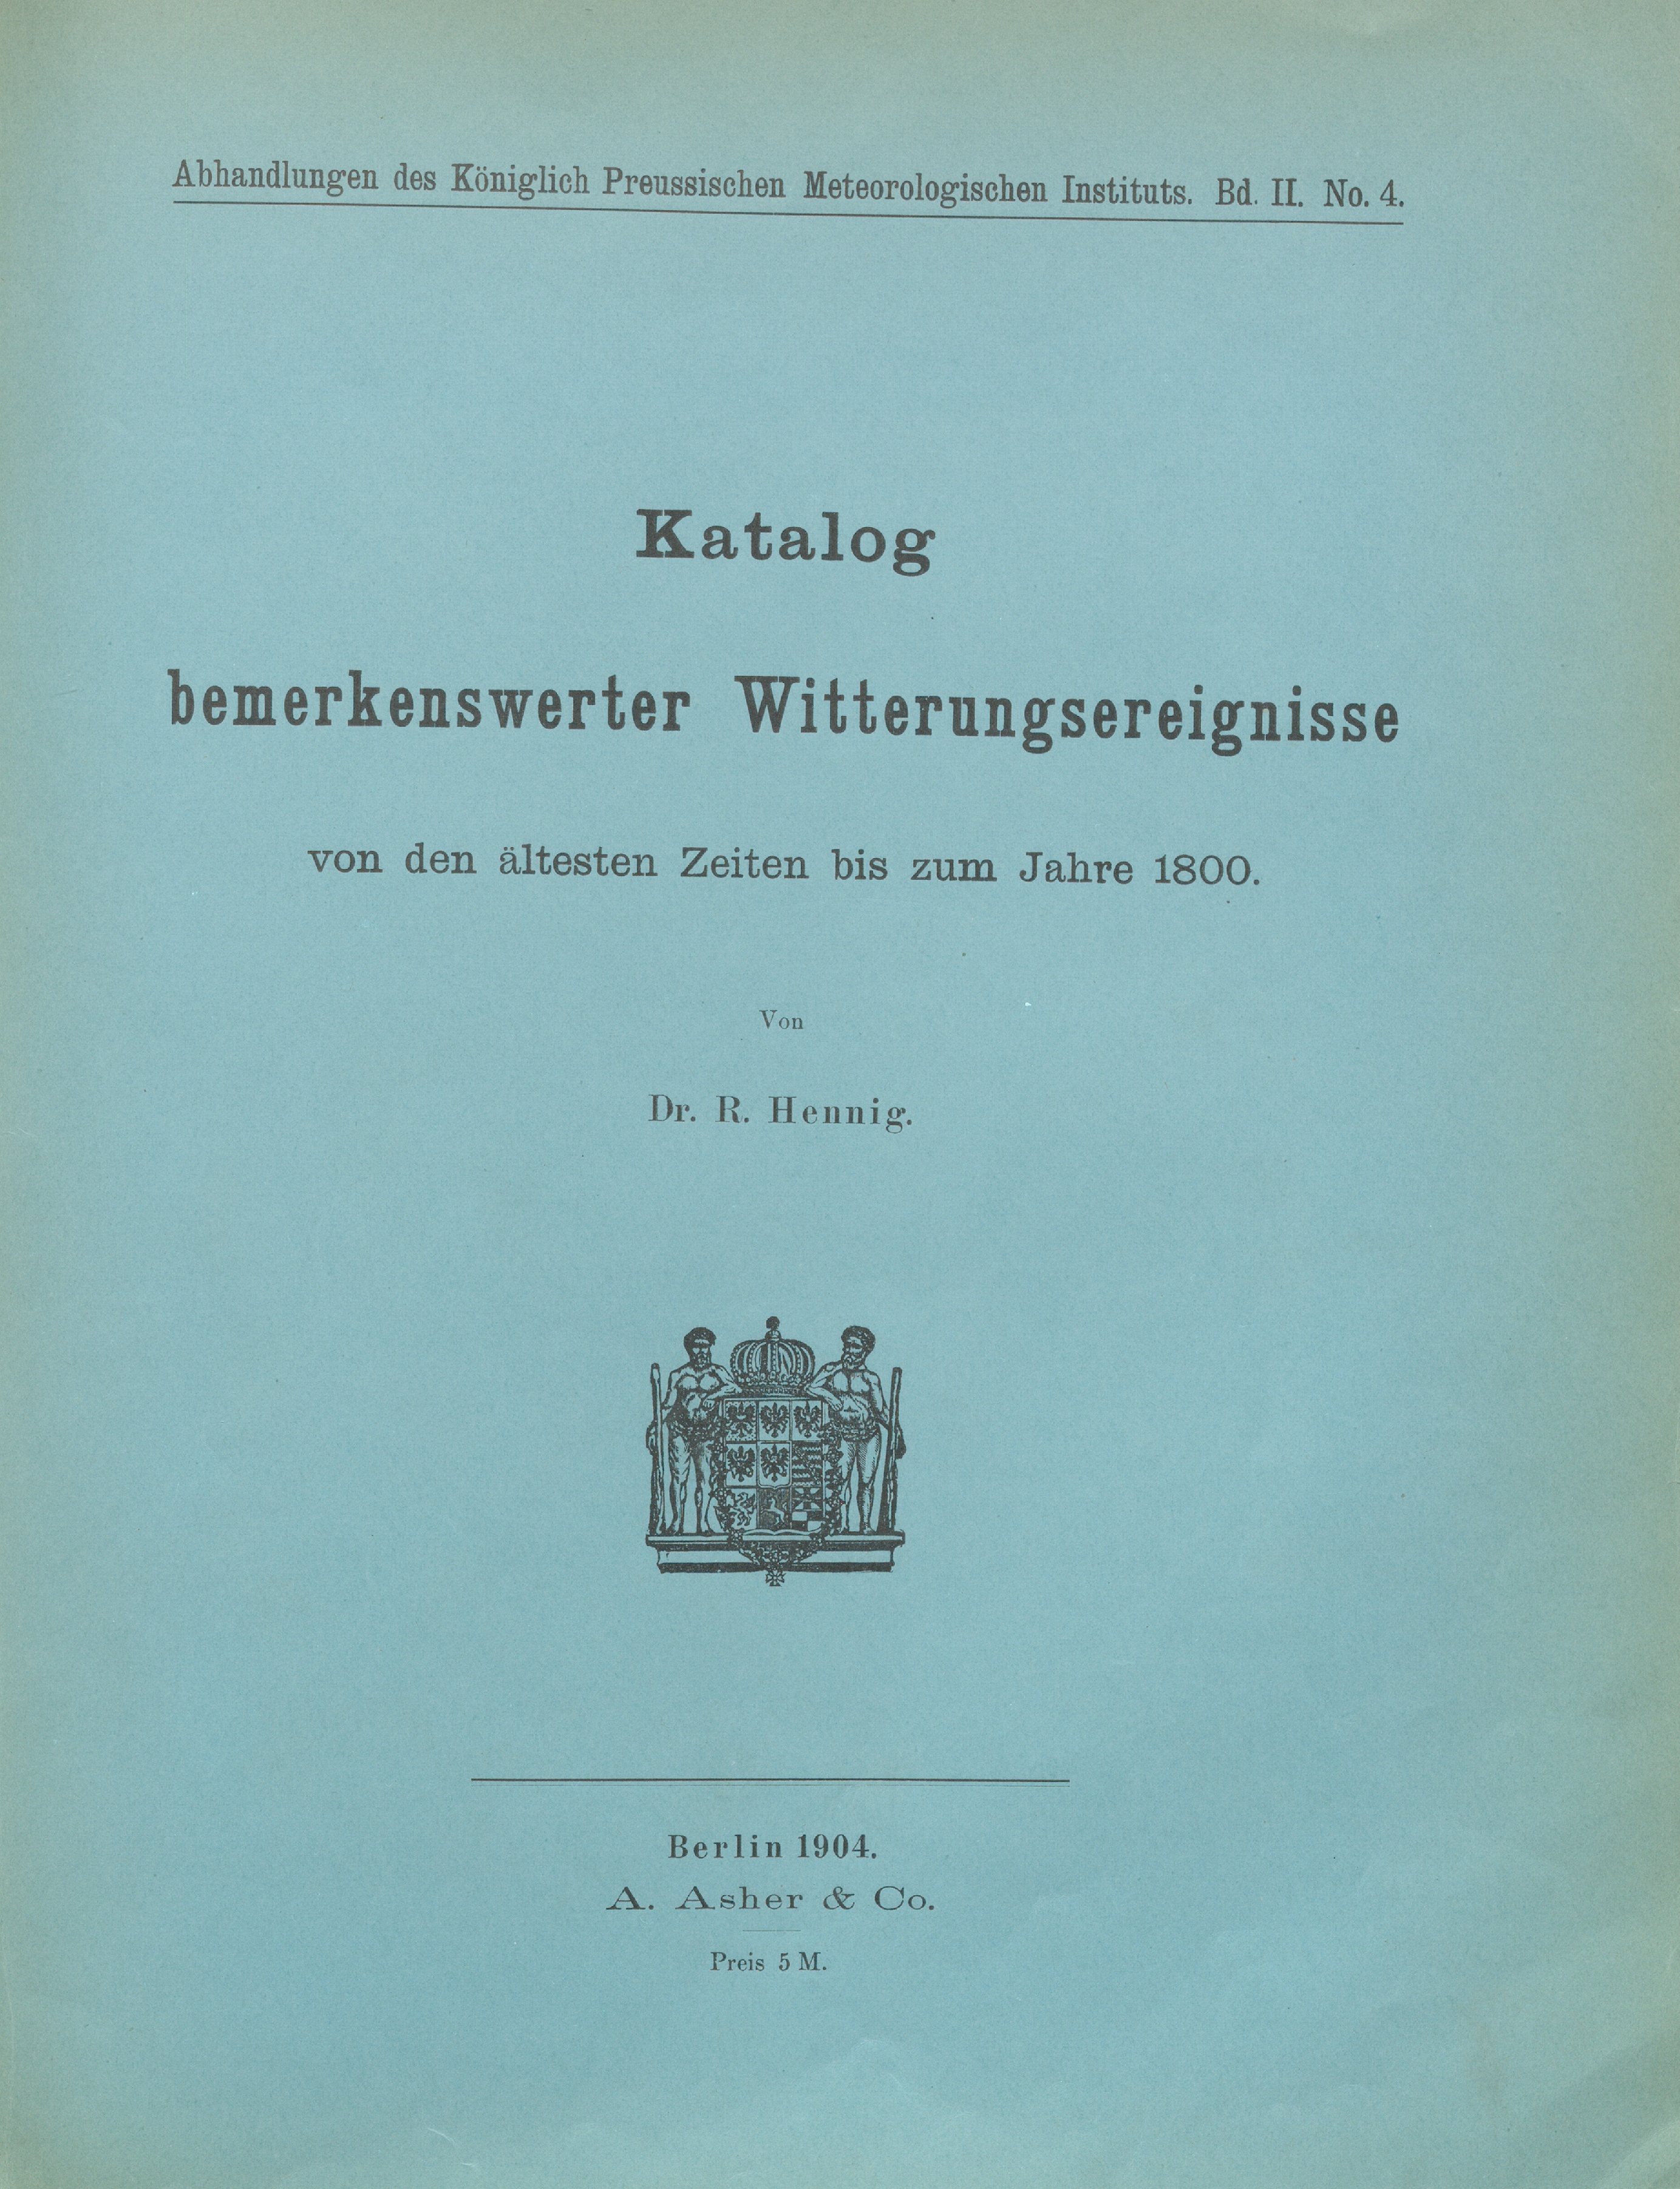 Abhandlungen des Königlich Preussischen Meteorologischen Instituts. Bd. II. No. 4.
Katalog
bemerkenswerter Witterungsereignisse
von den ältesten Zeiten bis zum Jahre 1800.
Von
Dr. R. Hennig.
Berlin 1904.
A. Asher & Co.
Preis 5 M.